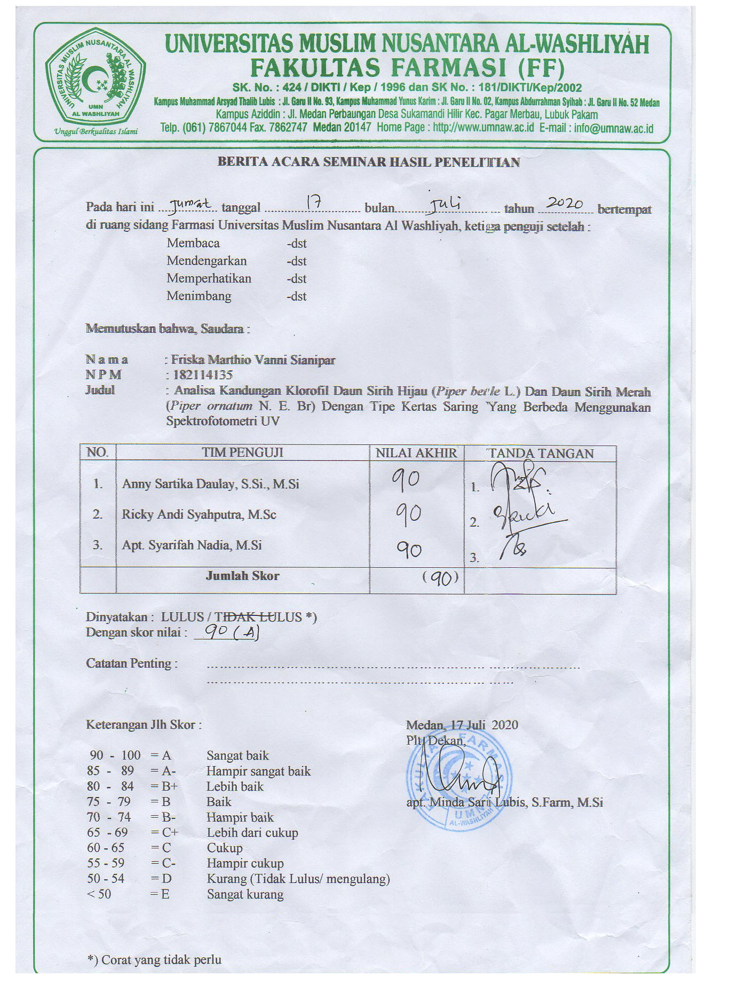 UNIVERSITAS MUSLIM NUSANTARA AL WASHLIYAH
UMN
AL WASHLIYAH
Unggul Berkualitas Islami
UNIVERSITAS MUSLIM NUSANTARA AL-WASHLIYAH
FAKULTAS FARMASI (FF)
SK. No. : 424 / DIKTI / Kep / 1996 dan SK No. : 181/DIKTI/Kep/2002
Kampus Muhammad Arsyad Thalib Lubis : Jl. Garu II No. 93, Kampus Muhammad Yunus Karim : Jl. Garu II No. 02, Kampus Abdurrahman Syihab : Jl. Garu II No. 52 Medan
Kampus Aziddin : Jl. Medan Perbaungan Desa Sukamandi Hilir Kec. Pagar Merbau, Lubuk Pakam
Telp. (061) 7867044 Fax. 7862747 Medan 20147 Home Page : http://www.umnaw.ac.id E-mail : info@umnaw.ac.id
BERITA ACARA SEMINAR HASIL PENELITIAN
Pada hari ini .....Jumat.. tanggal ............17............ bulan..........Juli.......... ... tahun ...2020... bertempat
di ruang sidang Farmasi Universitas Muslim Nusantara Al Washliyah, ketigga penguji setelah :
Membaca -dst
Mendengarkan -dst
Memperhatikan -dst
Menimbang -dst
Memutuskan bahwa, Saudara :
N a m a : Friska Marthio Vanni Sianipar
N P M : 182114135
Judul : Analisa Kandungan Klorofil Daun Sirih Hijau (Piper betle L.) Dan Daun Sirih Merah
(Piper ornatum N. E. Br) Dengan Tipe Kertas Saring Yang Berbeda Menggunakan
Spektrofotometri UV
NO. TIM PENGUJI NILAI AKHIR TANDA TANGAN
1. Anny Sartika Daulay, S.Si., M.Si 90 1.
2. Ricky Andi Syahputra, M.Sc 90 2.
3. Apt. Syarifah Nadia, M.Si 90 3.
Jumlah Skor (90)
Dinyatakan : LULUS / TIDAK LULUS *)
Dengan skor nilai : 90 (A)
Catatan Penting : ........................................................................
........................................................................
Keterangan Jlh Skor :
90 - 100 = A Sangat baik
85 - 89 = A- Hampir sangat baik
80 - 84 = B+ Lebih baik
75 - 79 = B Baik
70 - 74 = B- Hampir baik
65 - 69 = C+ Lebih dari cukup
60 - 65 = C Cukup
55 - 59 = C- Hampir cukup
50 - 54 = D Kurang (Tidak Lulus/ mengulang)
< 50 = E Sangat kurang
Medan, 17 Juli 2020
Plt. Dekan,
FAKULTAS FARMASI
UMN
AL-WASHLIYAH
apt. Minda Sarii Lubis, S.Farm, M.Si
*) Corat yang tidak perlu